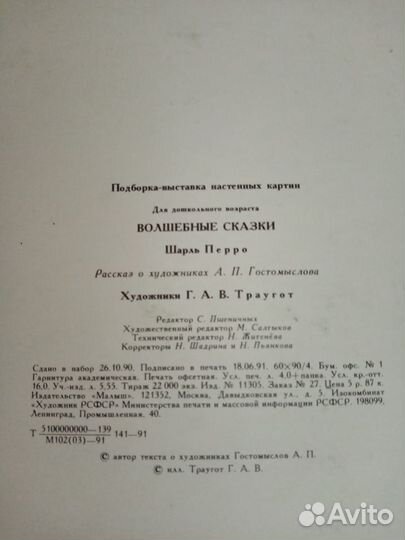 Подборка-выставка настенных картин
Для дошкольного возраста
ВОЛШЕБНЫЕ СКАЗКИ
Шарль Перро
Рассказ о художниках А. П. Гостомыслова
Художники Г. А. В. Траугот
Редактор С. Пшеничных
Художественный редактор М. Салтыков
Технический редактор Н. Житенёва
Корректоры Н. Шадрина и Н. Пьянкова
Сдано в набор 26.10.90. Подписано в печать 18.06.91. 60×90/4. Бум. офс. № 1
Гарнитура академическая. Печать офсетная. Усл. печ. л. 4,0+папка. Усл. кр.-отт.
16,0. Уч.-изд. л. 5,55. Тираж 22 000 экз. Изд. № 11305. Заказ № 27. Цена 5 р. 87 к.
Издательство «Малыш». 121352, Москва, Давыдковская ул., д. 5. Изокомбинат
«Художник РСФСР» Министерства печати и массовой информации РСФСР. 198099,
Ленинград, Промышленная, 40.
Т 5100000000—139
М102(03)—91 141—91
© автор текста о художниках Гостомыслов А. П.
© илл. Траугот Г. А. В.
Avito